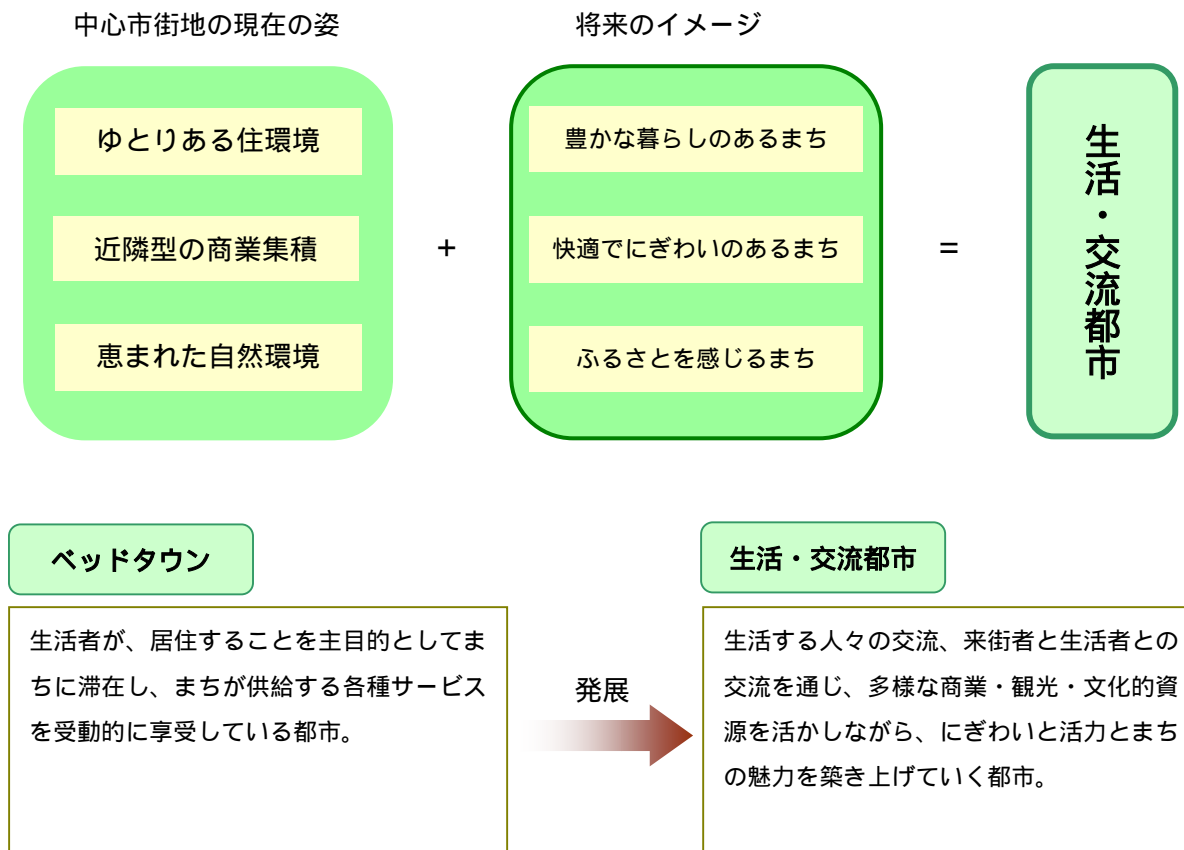 中心市街地の現在の姿
将来のイメージ
ゆとりある住環境
近隣型の商業集積
恵まれた自然環境
+
豊かな暮らしのあるまち
快適でにぎわいのあるまち
ふるさとを感じるまち
=
生活・交流都市
ベッドタウン
生活者が、居住することを主目的としてま
ちに滞在し、まちが供給する各種サービス
を受動的に享受している都市。
発展
生活・交流都市
生活する人々の交流、来街者と生活者との
交流を通じ、多様な商業・観光・文化的資
源を活かしながら、にぎわいと活力とまち
の魅力を築き上げていく都市。